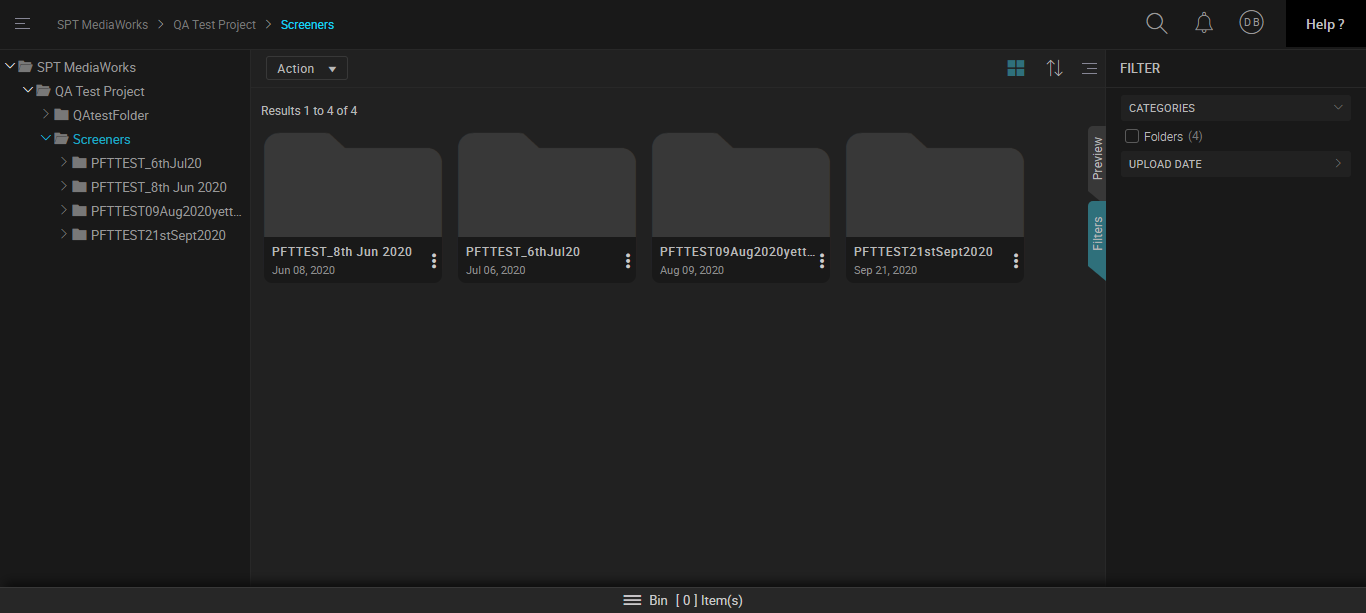 SPT MediaWorks > QA Test Project > Screeners
D B
Help ?
SPT MediaWorks
QA Test Project
QAtestFolder
Screeners
PFTTEST_6thJul20
PFTTEST_8th Jun 2020
PFTTEST09Aug2020yett...
PFTTEST21stSept2020
Action
Results 1 to 4 of 4
PFTTEST_8th Jun 2020
Jun 08, 2020
PFTTEST_6thJul20
Jul 06, 2020
PFTTEST09Aug2020yett...
Aug 09, 2020
PFTTEST21stSept2020
Sep 21, 2020
Preview
Filters
FILTER
CATEGORIES
Folders (4)
UPLOAD DATE
Bin [ 0 ] Item(s)